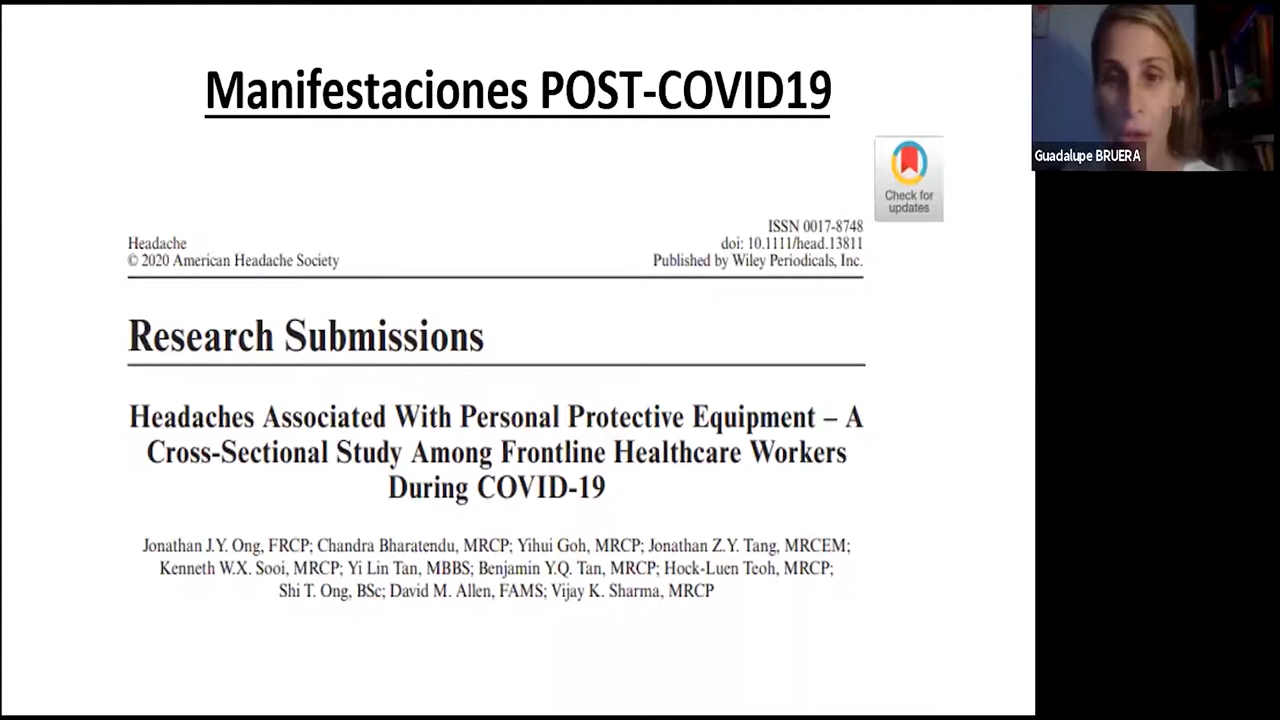 Manifestaciones POST-COVID19
Guadalupe BRUERA
Check for
updates
ISSN 0017-8748
Headache
doi: 10.1111/head.13811
© 2020 American Headache Society
Published by Wiley Periodicals, Inc.
Research Submissions
Headaches Associated With Personal Protective Equipment – A
Cross-Sectional Study Among Frontline Healthcare Workers
During COVID-19
Jonathan J.Y. Ong, FRCP; Chandra Bharatendu, MRCP; Yihui Goh, MRCP; Jonathan Z.Y. Tang, MRCEM;
Kenneth W.X. Sooi, MRCP; Yi Lin Tan, MBBS; Benjamin Y.Q. Tan, MRCP; Hock-Luen Teoh, MRCP;
Shi T. Ong, BSc; David M. Allen, FAMS; Vijay K. Sharma, MRCP